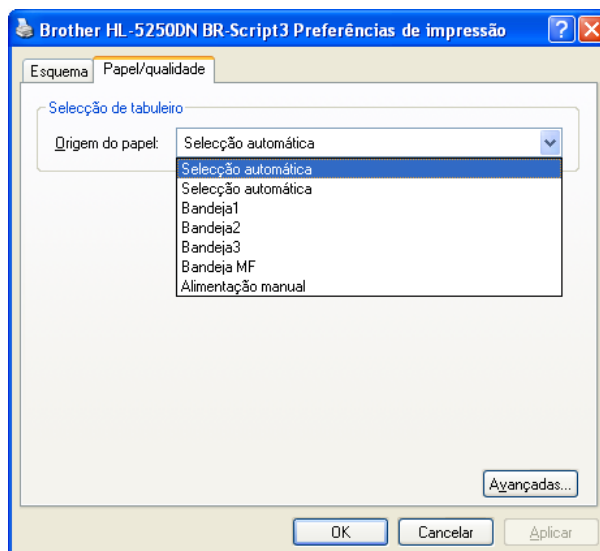 Brother HL-5250DN BR-Script3 Preferências de impressão
Esquema Papel/qualidade
Selecção de tabuleiro
Origem do papel: Selecção automática
Selecção automática
Selecção automática
Bandeja1
Bandeja2
Bandeja3
Bandeja MF
Alimentação manual
Avançadas...
OK Cancelar Aplicar